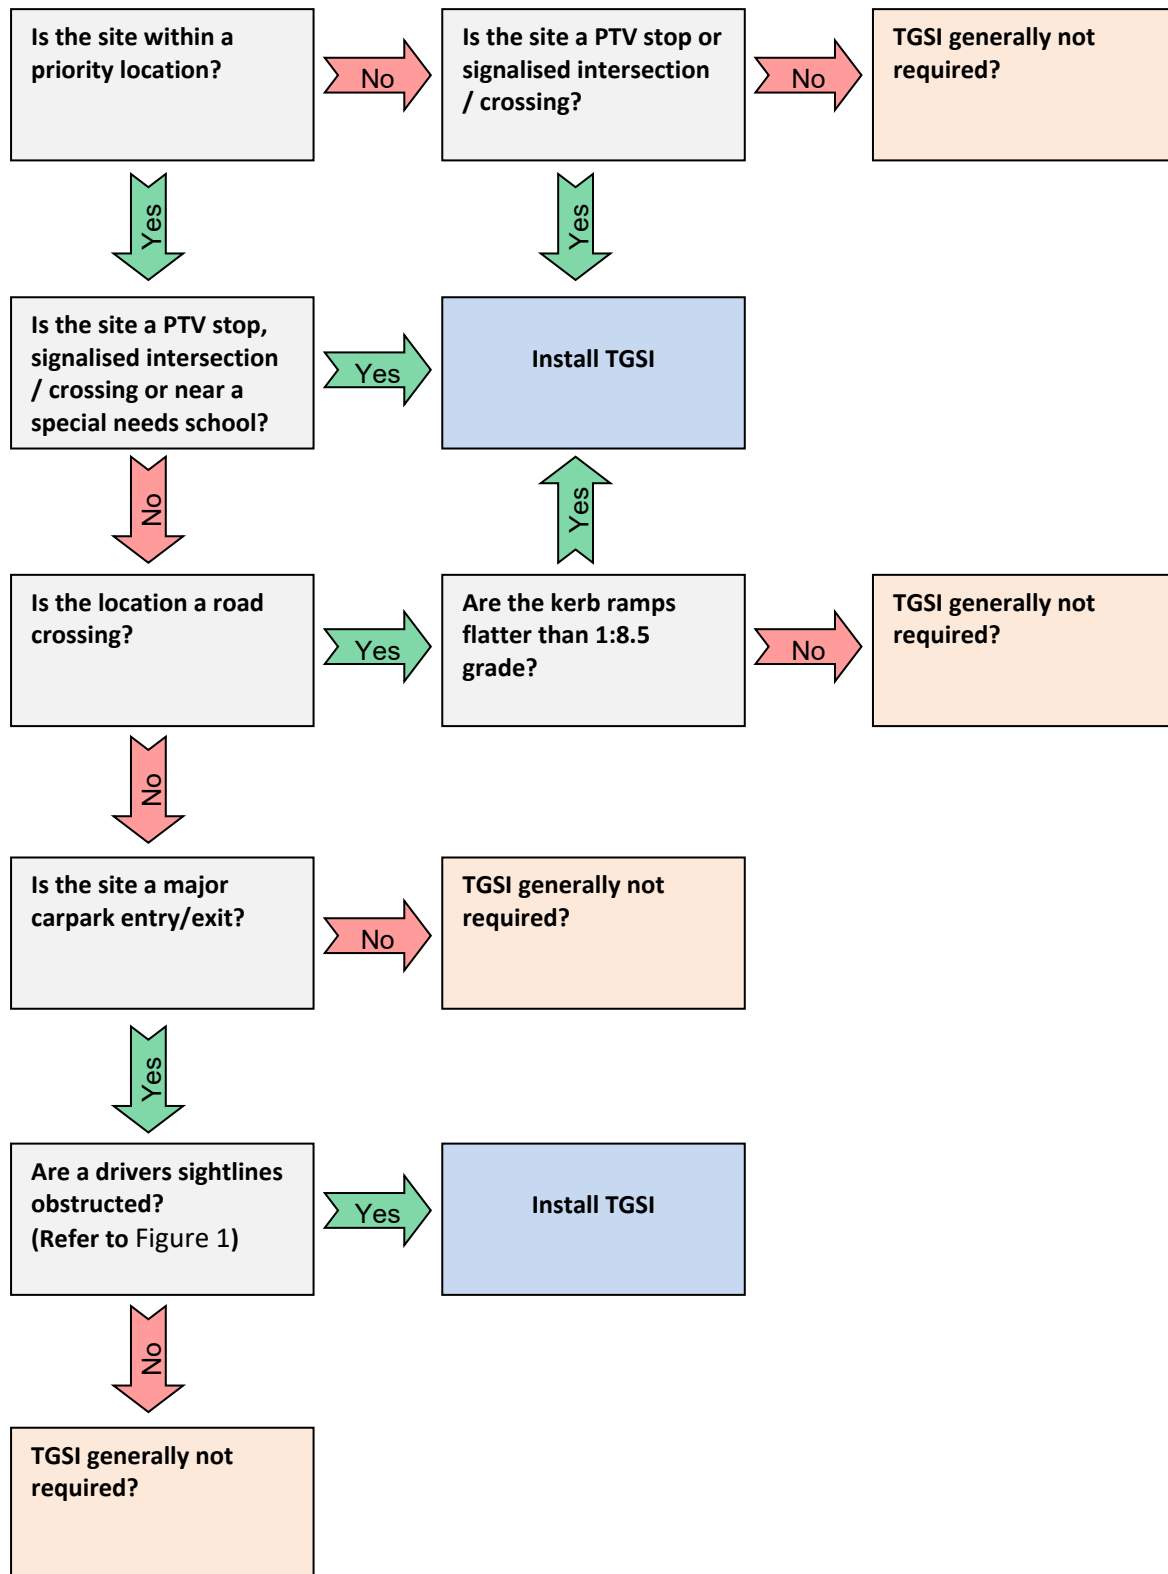 Is the site within a
priority location?
No
Is the site a PTV stop or
signalised intersection
/ crossing?
No
TGSI generally not
required?
Yes
Yes
Is the site a PTV stop,
signalised intersection
/ crossing or near a
special needs school?
Yes
Install TGSI
No
Yes
Is the location a road
crossing?
Yes
Are the kerb ramps
flatter than 1:8.5
grade?
No
TGSI generally not
required?
No
Is the site a major
carpark entry/exit?
No
TGSI generally not
required?
Yes
Are a drivers sightlines
obstructed?
(Refer to Figure 1)
Yes
Install TGSI
No
TGSI generally not
required?